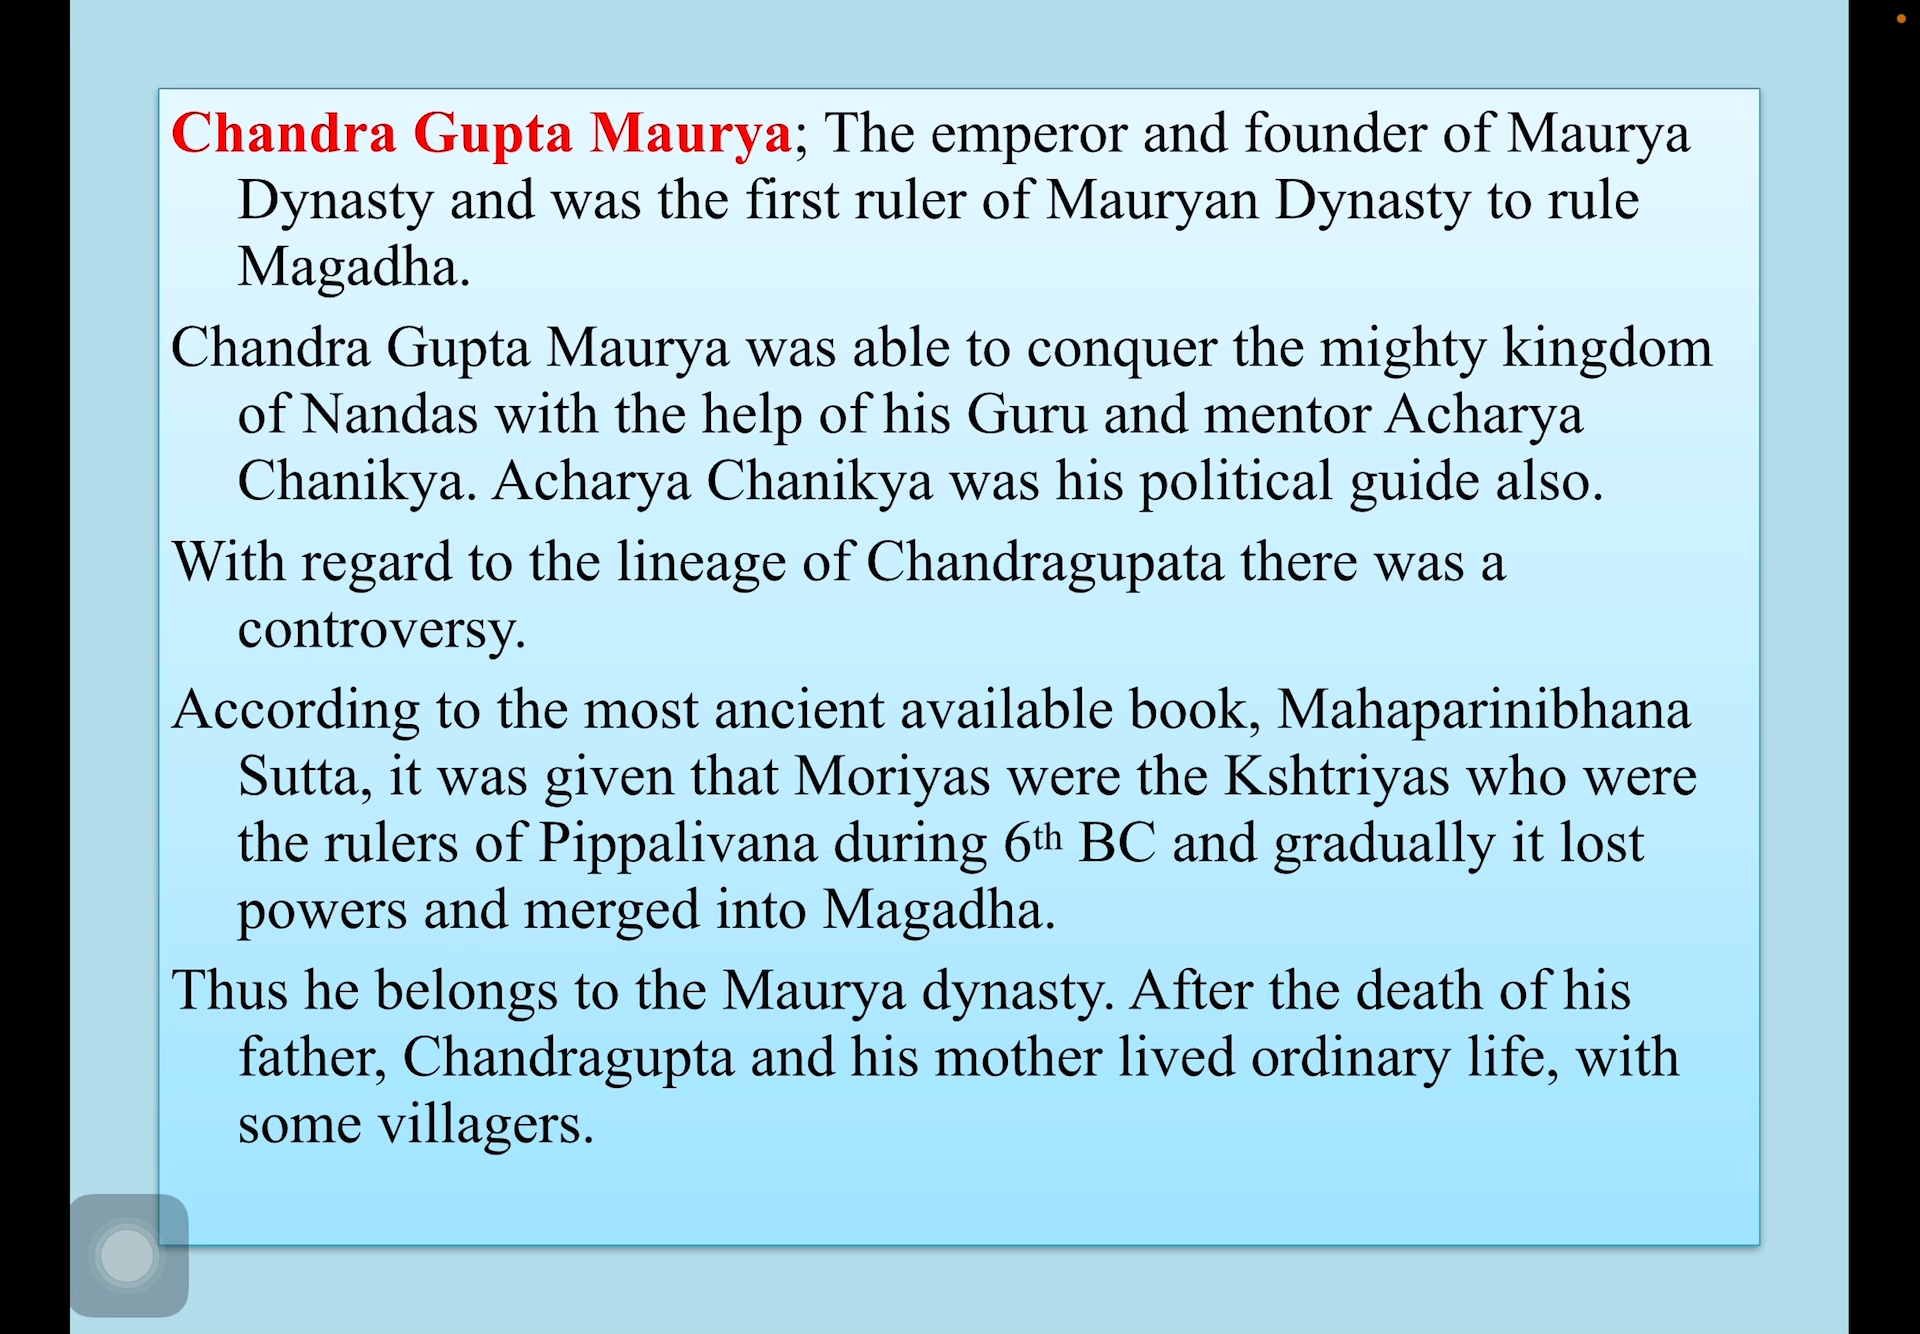 Chandra Gupta Maurya; The emperor and founder of Maurya
Dynasty and was the first ruler of Mauryan Dynasty to rule
Magadha.
Chandra Gupta Maurya was able to conquer the mighty kingdom
of Nandas with the help of his Guru and mentor Acharya
Chanikya. Acharya Chanikya was his political guide also.
With regard to the lineage of Chandragupata there was a
controversy.
According to the most ancient available book, Mahaparinibhana
Sutta, it was given that Moriyas were the Kshtriyas who were
the rulers of Pippalivana during 6th BC and gradually it lost
powers and merged into Magadha.
Thus he belongs to the Maurya dynasty. After the death of his
father, Chandragupta and his mother lived ordinary life, with
some villagers.